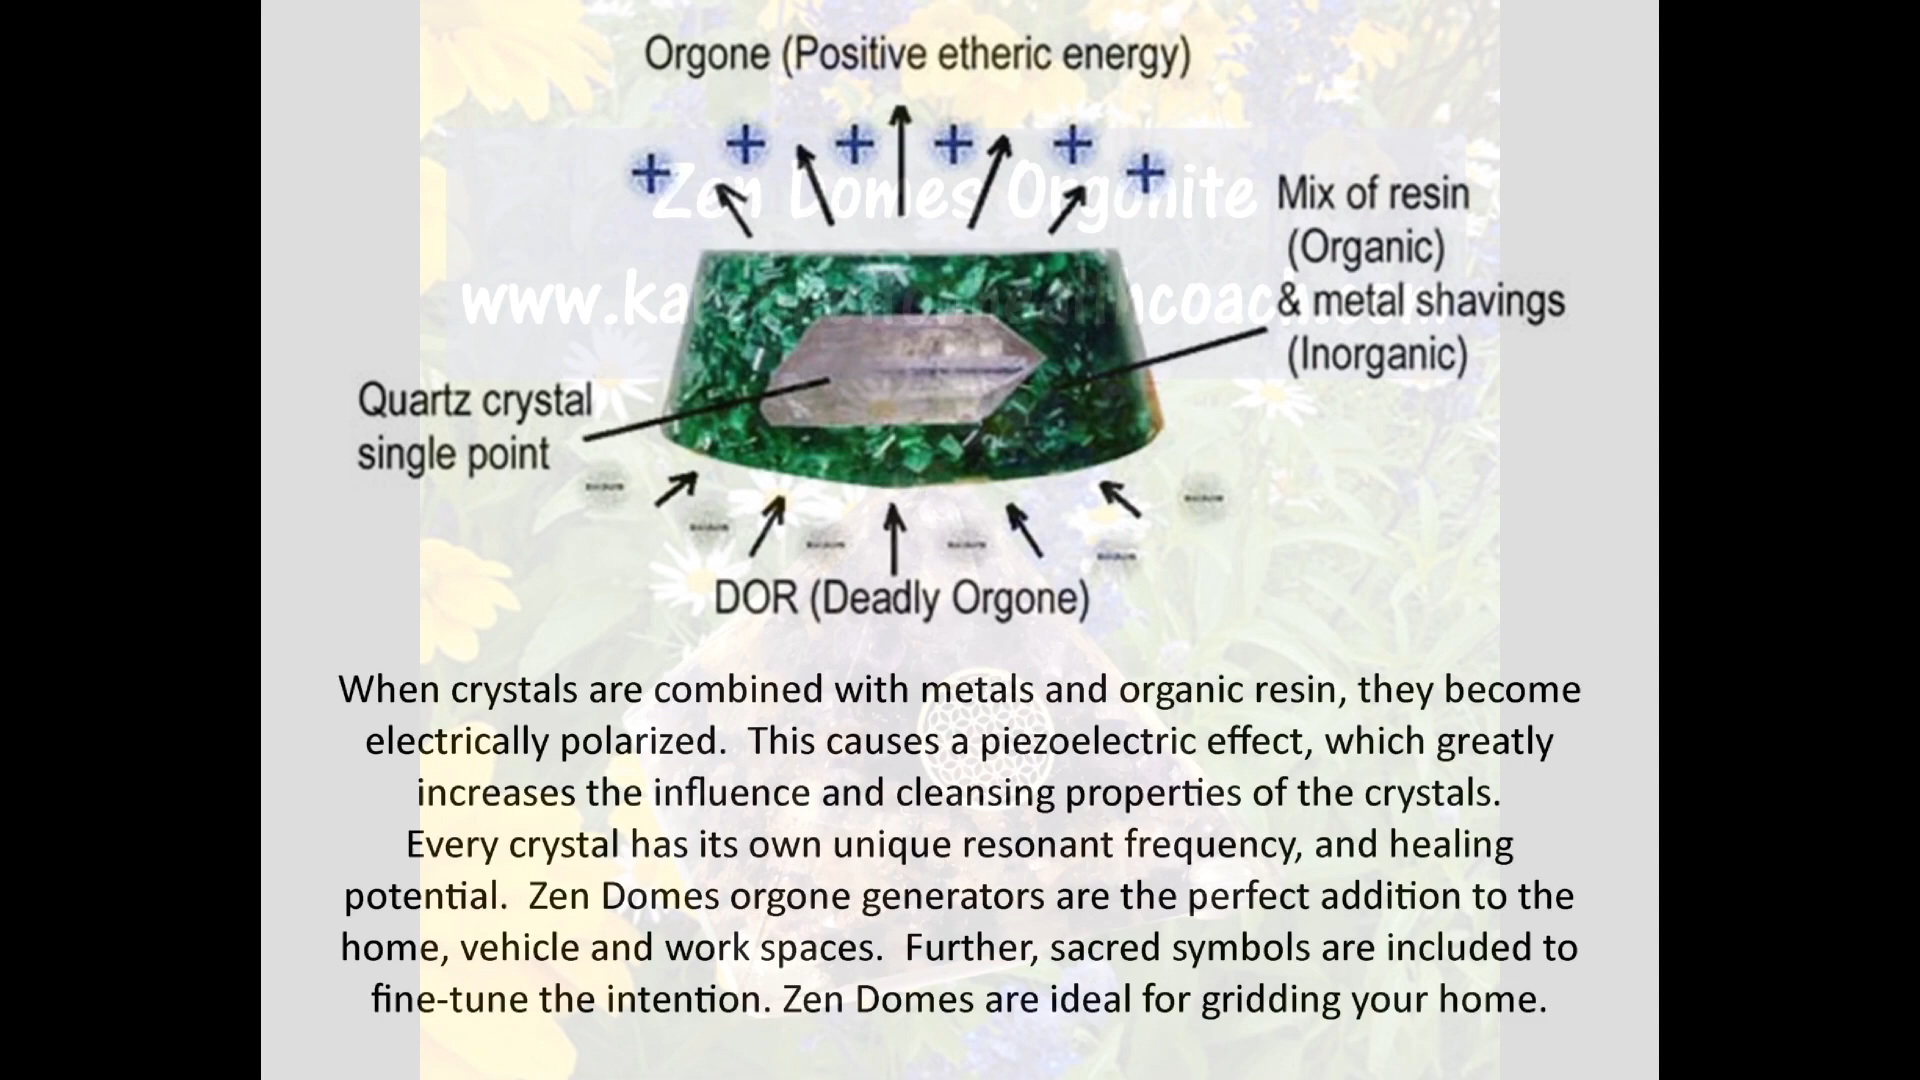 Orgone (Positive etheric energy)
Zen Domes Orgonite
Mix of resin
(Organic)
& metal shavings
(Inorganic)
Quartz crystal
single point
DOR (Deadly Orgone)
When crystals are combined with metals and organic resin, they become
electrically polarized. This causes a piezoelectric effect, which greatly
increases the influence and cleansing properties of the crystals.
Every crystal has its own unique resonant frequency, and healing
potential. Zen Domes orgone generators are the perfect addition to the
home, vehicle and work spaces. Further, sacred symbols are included to
fine-tune the intention. Zen Domes are ideal for gridding your home.